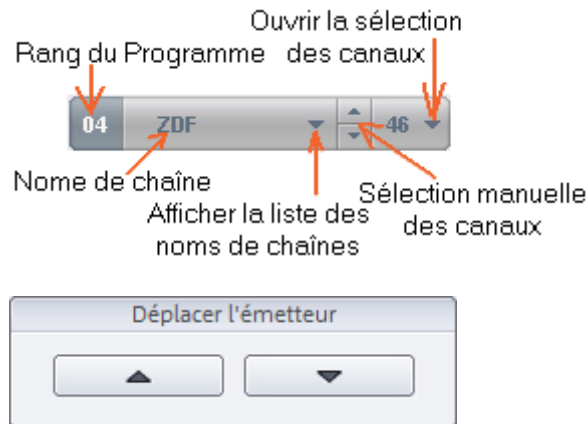 Ouvrir la sélection
des canaux
Rang du Programme
04 ZDF 46
Nome de chaîne
Afficher la liste des
noms de chaînes
Sélection manuelle
des canaux
Déplacer l'émetteur